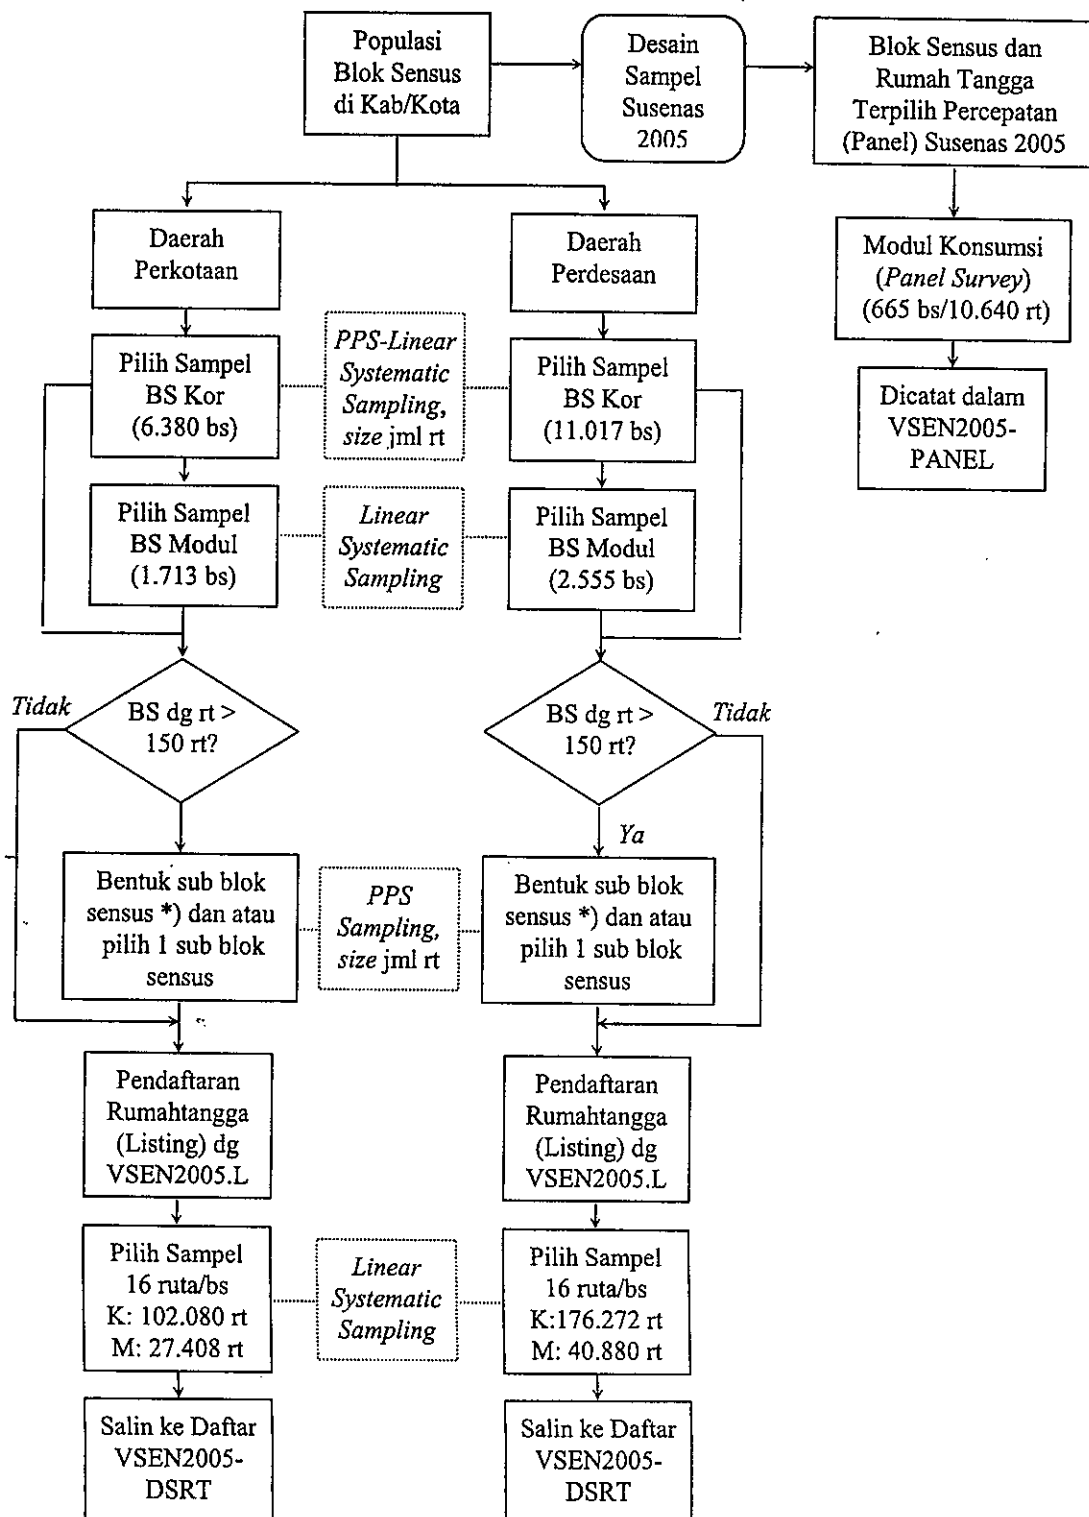 Populasi
Blok Sensus
di Kab/Kota
Desain
Sampel
Susenas
2005
Blok Sensus dan
Rumah Tangga
Terpilih Percepatan
(Panel) Susenas 2005
Modul Konsumsi
(Panel Survey)
(665 bs/10.640 rt)
Dicatat dalam
VSEN2005-
PANEL
Daerah
Perkotaan
Daerah
Perdesaan
Pilih Sampel
BS Kor
(6.380 bs)
PPS-Linear
Systematic
Sampling,
size jml rt
Pilih Sampel
BS Kor
(11.017 bs)
Pilih Sampel
BS Modul
(1.713 bs)
Linear
Systematic
Sampling
Pilih Sampel
BS Modul
(2.555 bs)
Tidak
BS dg rt >
150 rt?
BS dg rt >
150 rt?
Tidak
Ya
Bentuk sub blok
sensus *) dan atau
pilih 1 sub blok
sensus
PPS
Sampling,
size jml rt
Bentuk sub blok
sensus *) dan atau
pilih 1 sub blok
sensus
Pendaftaran
Rumahtangga
(Listing) dg
VSEN2005.L
Pendaftaran
Rumahtangga
(Listing) dg
VSEN2005.L
Pilih Sampel
16 ruta/bs
K: 102.080 rt
M: 27.408 rt
Linear
Systematic
Sampling
Pilih Sampel
16 ruta/bs
K:176.272 rt
M: 40.880 rt
Salin ke Daftar
VSEN2005-
DSRT
Salin ke Daftar
VSEN2005-
DSRT